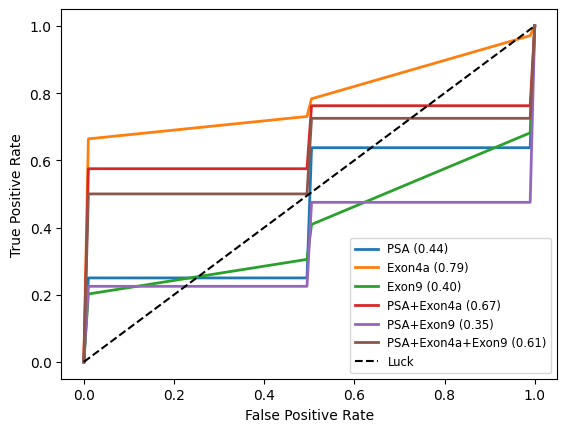 1.0
0.8
0.6
0.4
0.2
0.0
True Positive Rate
PSA (0.44)
Exon4a (0.79)
Exon9 (0.40)
PSA+Exon4a (0.67)
PSA+Exon9 (0.35)
PSA+Exon4a+Exon9 (0.61)
Luck
0.0 0.2 0.4 0.6 0.8 1.0
False Positive Rate